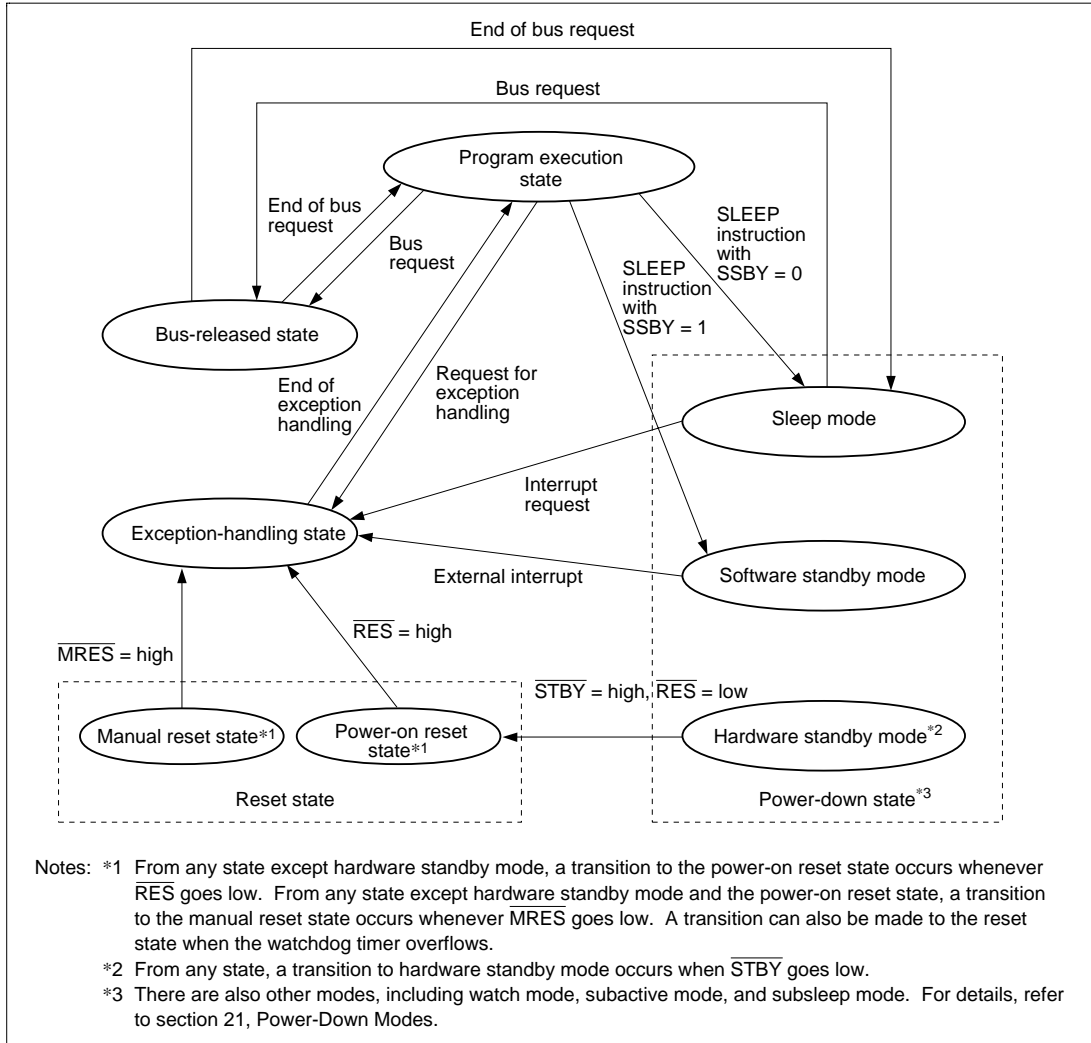 End of bus request
Bus request
Program execution
state
End of bus
request
Bus
request
SLEEP
instruction
with
SSBY = 0
SLEEP
instruction
with
SSBY = 1
Bus-released state
End of
exception
handling
Request for
exception
handling
Sleep mode
Interrupt
request
Exception-handling state
External interrupt
Software standby mode
M̅R̅E̅S̅ = high
R̅E̅S̅ = high
S̅T̅B̅Y̅ = high, R̅E̅S̅ = low
Manual reset state*1
Power-on reset
state*1
Hardware standby mode*2
Reset state
Power-down state*3
Notes: *1 From any state except hardware standby mode, a transition to the power-on reset state occurs whenever
R̅E̅S̅ goes low. From any state except hardware standby mode and the power-on reset state, a transition
to the manual reset state occurs whenever M̅R̅E̅S̅ goes low. A transition can also be made to the reset
state when the watchdog timer overflows.
*2 From any state, a transition to hardware standby mode occurs when S̅T̅B̅Y̅ goes low.
*3 There are also other modes, including watch mode, subactive mode, and subsleep mode. For details, refer
to section 21, Power-Down Modes.